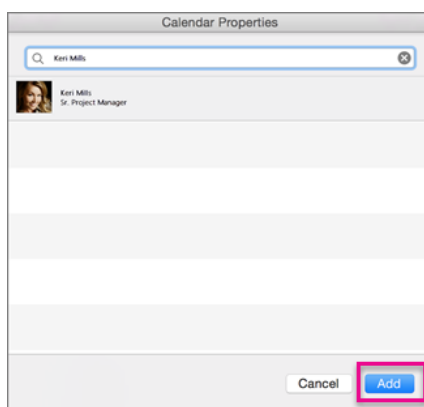 Calendar Properties
Keri Mills
Keri Mills
Sr. Project Manager
Cancel
Add